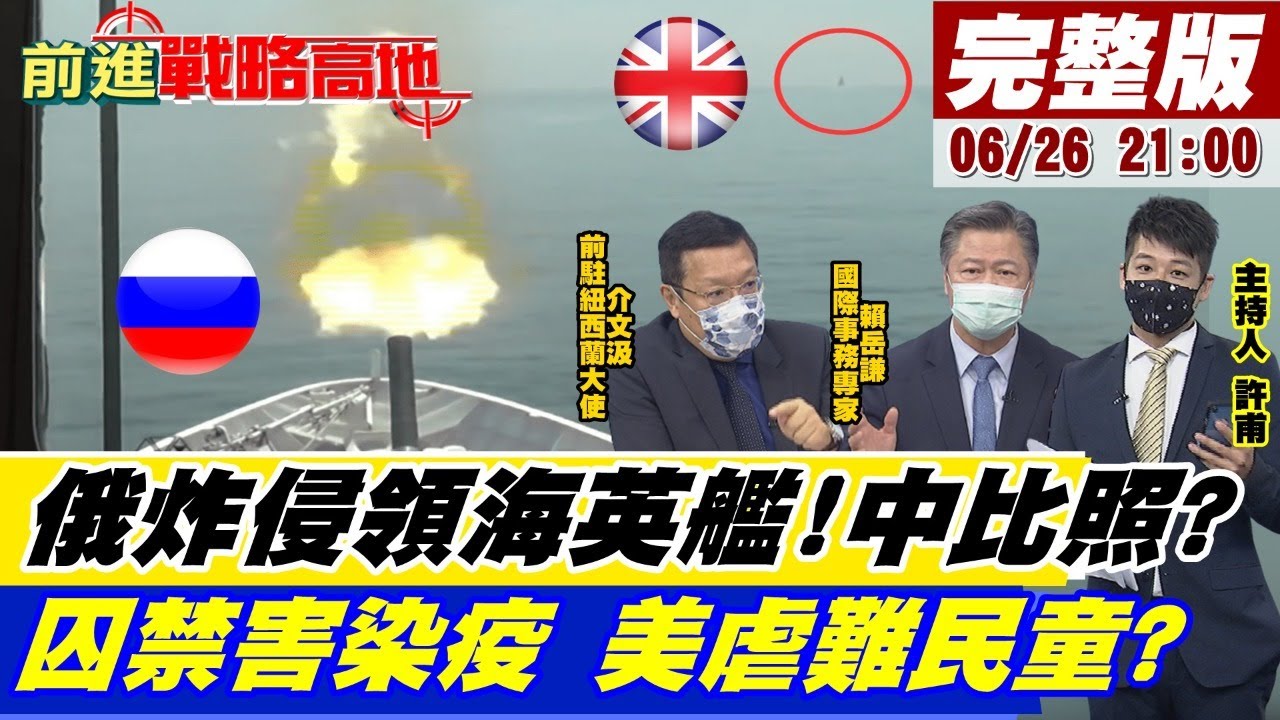 前進戰略高地
完整版
06/26 21:00
前駐紐西蘭大使
介文汲
國際事務專家
賴岳謙
主持人 許甫
俄炸侵領海英艦!中比照?
囚禁害染疫 美虐難民童?